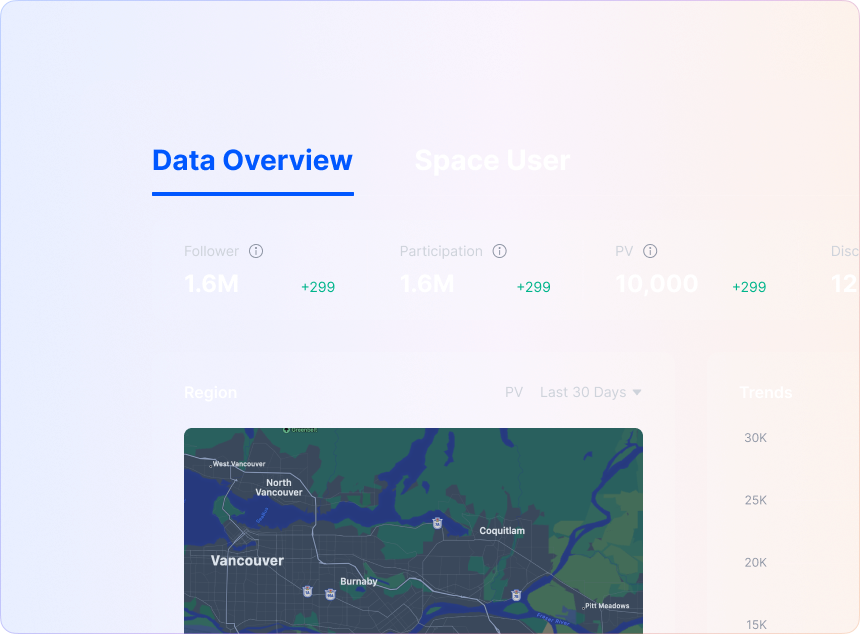 Data Overview Space User
Follower Participation PV Disc
1.6M +299 1.6M +299 10,000 +299 12
Region PV Last 30 Days Trends
30K
Greenbelt
West Vancouver
North
Vancouver
25K
Coquitlam
Vancouver
20K
Burnaby
Pitt Meadows
15K